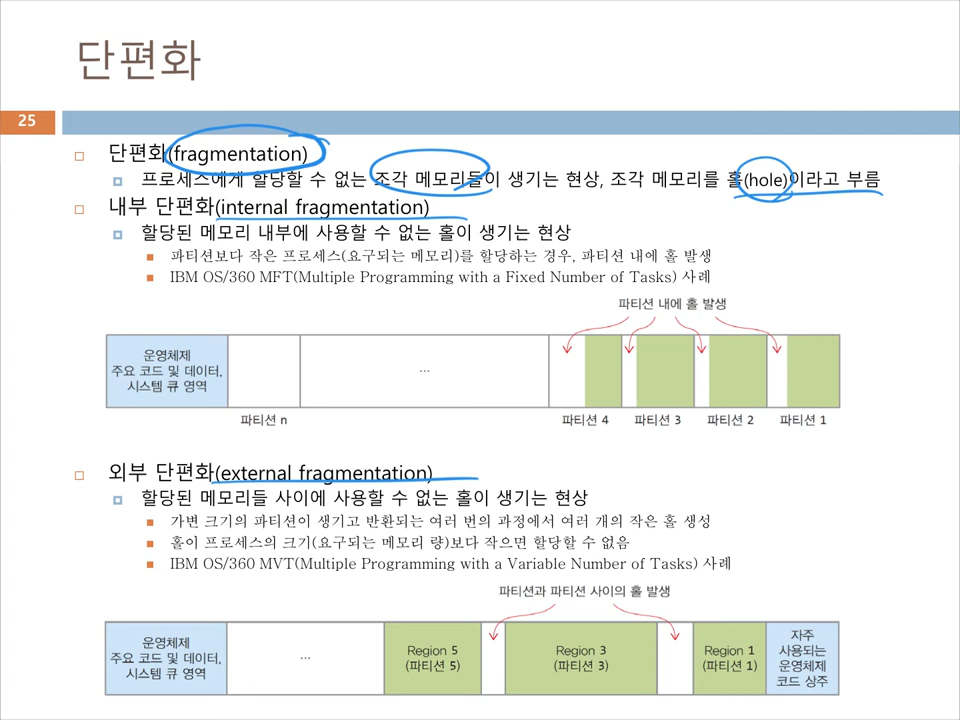 단편화
25
단편화(fragmentation)
프로세스에게 할당할 수 없는 조각 메모리들이 생기는 현상, 조각 메모리를 홀(hole)이라고 부름
내부 단편화(internal fragmentation)
할당된 메모리 내부에 사용할 수 없는 홀이 생기는 현상
파티션보다 작은 프로세스(요구되는 메모리)를 할당하는 경우, 파티션 내에 홀 발생
IBM OS/360 MFT(Multiple Programming with a Fixed Number of Tasks) 사례
파티션 내에 홀 발생
운영체제
주요 코드 및 데이터,
시스템 큐 영역
...
파티션 n
파티션 4
파티션 3
파티션 2
파티션 1
외부 단편화(external fragmentation)
할당된 메모리들 사이에 사용할 수 없는 홀이 생기는 현상
가변 크기의 파티션이 생기고 반환되는 여러 번의 과정에서 여러 개의 작은 홀 생성
홀이 프로세스의 크기(요구되는 메모리 량)보다 작으면 할당할 수 없음
IBM OS/360 MVT(Multiple Programming with a Variable Number of Tasks) 사례
파티션과 파티션 사이의 홀 발생
운영체제
주요 코드 및 데이터,
시스템 큐 영역
...
Region 5
(파티션 5)
Region 3
(파티션 3)
Region 1
(파티션 1)
자주
사용되는
운영체제
코드 상주